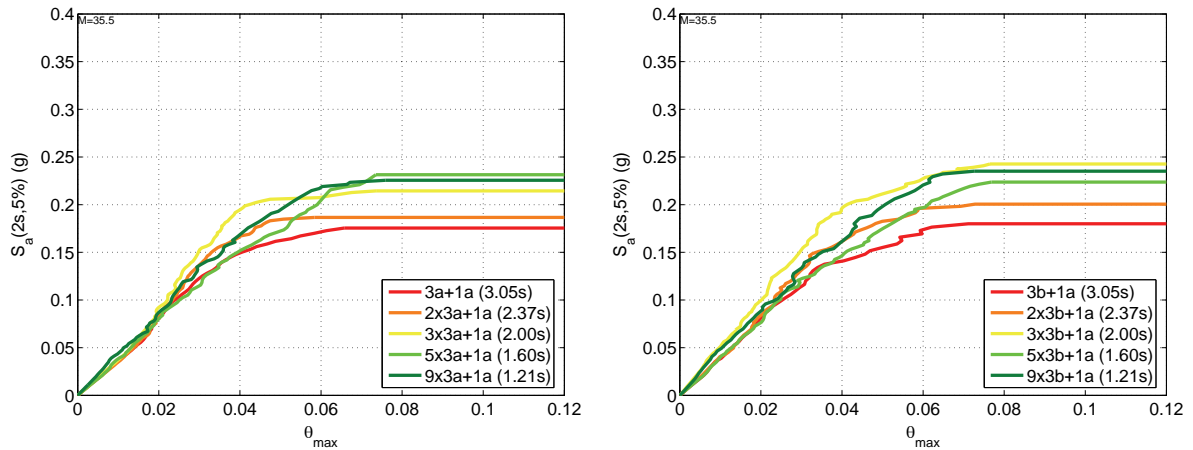 M=35.5
0.4
0.35
0.3
0.25
0.2
0.15
0.1
0.05
0
S_a(2s,5%) (g)
3a+1a (3.05s)
2x3a+1a (2.37s)
3x3a+1a (2.00s)
5x3a+1a (1.60s)
9x3a+1a (1.21s)
0 0.02 0.04 0.06 0.08 0.1 0.12
θ_max
M=35.5
0.4
0.35
0.3
0.25
0.2
0.15
0.1
0.05
0
S_a(2s,5%) (g)
3b+1a (3.05s)
2x3b+1a (2.37s)
3x3b+1a (2.00s)
5x3b+1a (1.60s)
9x3b+1a (1.21s)
0 0.02 0.04 0.06 0.08 0.1 0.12
θ_max